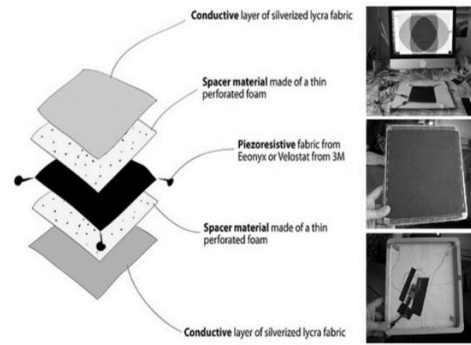 Conductive layer of silverized lycra fabric
Spacer material made of a thin
perforated foam
Piezoresistive fabric from
Eeonyx or Velostat from 3M
Spacer material made of a thin
perforated foam
Conductive layer of silverized lycra fabric